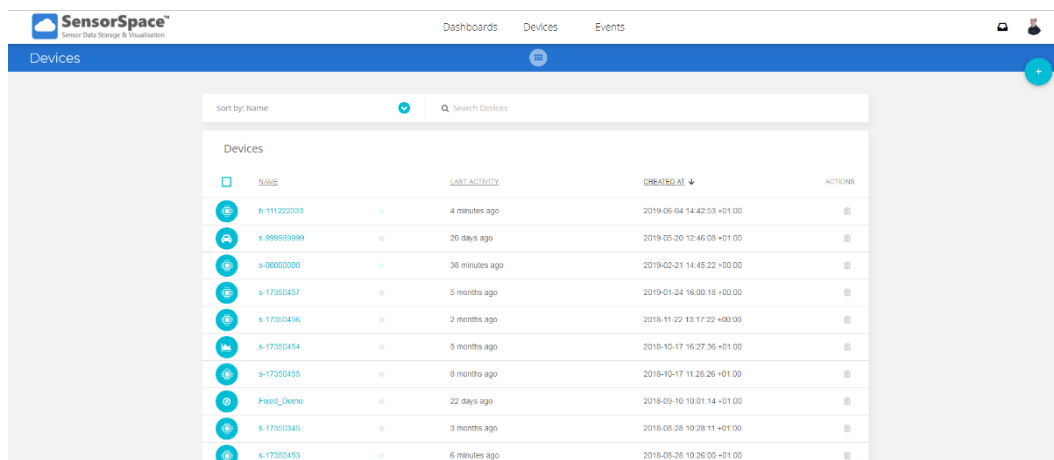 SensorSpace™
Sensor Data Storage & Visualisation
Dashboards Devices Events
Devices
Sort by: Name
Search Devices
Devices
NAME LAST ACTIVITY CREATED AT ACTIONS
h-111222333 4 minutes ago 2019-06-04 14:42:53 +01:00
s-999999999 20 days ago 2019-05-20 12:46:08 +01:00
s-00000000 38 minutes ago 2019-02-21 14:45:22 +00:00
s-17350457 5 months ago 2019-01-24 16:00:18 +00:00
s-17350456 2 months ago 2018-11-22 13:17:22 +00:00
s-17350454 5 months ago 2018-10-17 16:27:36 +01:00
s-17350455 8 months ago 2018-10-17 11:28:26 +01:00
Fixed_Demo 22 days ago 2018-09-10 10:01:14 +01:00
s-17350345 3 months ago 2018-08-28 10:28:11 +01:00
s-17350453 6 minutes ago 2018-08-28 10:26:00 +01:00